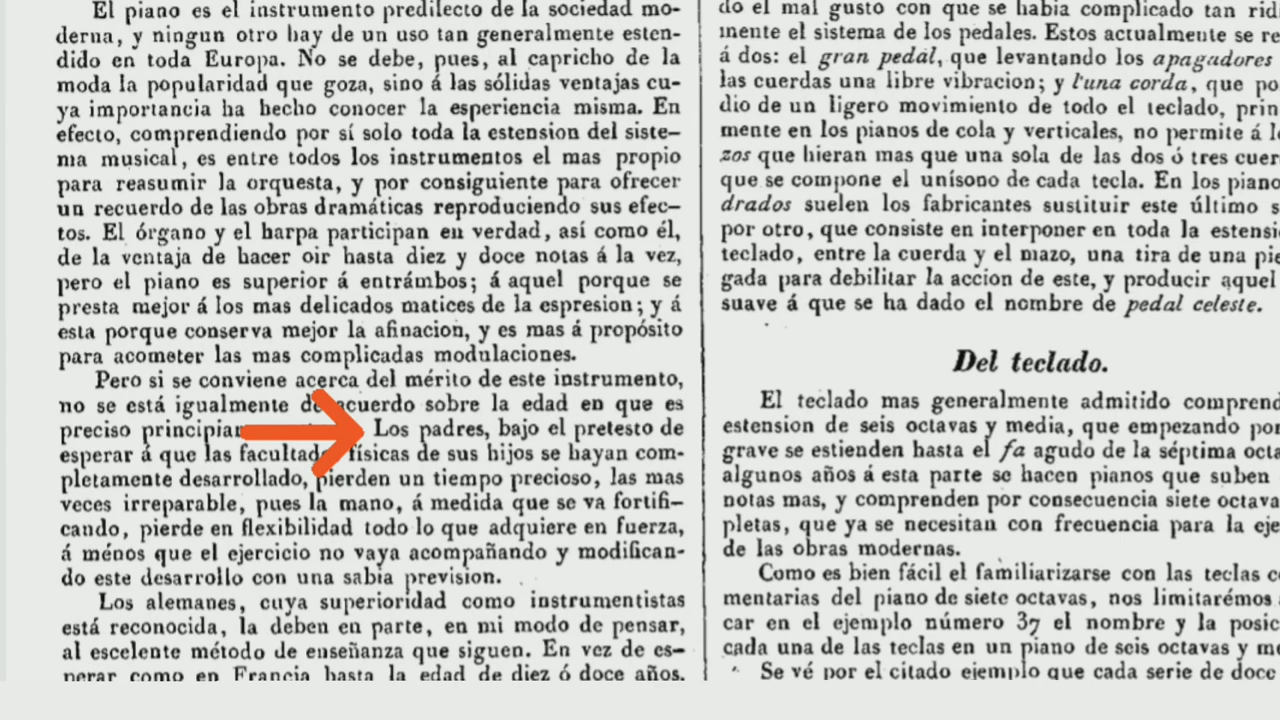 El piano es el instrumento predilecto de la sociedad mo-
derna, y ningun otro hay de un uso tan generalmente esten-
dido en toda Europa. No se debe, pues, al capricho de la
moda la popularidad que goza, sinó á las sólidas ventajas cu-
ya importancia ha hecho conocer la esperiencia misma. En
efecto, comprendiendo por sí solo toda la estension del siste-
ma musical, es entre todos los instrumentos el mas propio
para reasumir la orquesta, y por consiguiente para ofrecer
un recuerdo de las obras dramáticas reproduciendo sus efec-
tos. El órgano y el harpa participan en verdad, así como él,
de la ventaja de hacer oir hasta diez y doce notas á la vez,
pero el piano es superior á entrámbos; á aquel porque se
presta mejor á los mas delicados matices de la espresion; y á
esta porque conserva mejor la afinacion, y es mas á propósito
para acometer las mas complicadas modulaciones.
Pero si se conviene acerca del mérito de este instrumento,
no se está igualmente de acuerdo sobre la edad en que es
preciso principiar Los padres, bajo el pretesto de
esperar á que las facultades físicas de sus hijos se hayan com-
pletamente desarrollado, pierden un tiempo precioso, las mas
veces irreparable, pues la mano, á medida que se va fortifi-
cando, pierde en flexibilidad todo lo que adquiere en fuerza,
á ménos que el ejercicio no vaya acompañando y modifican-
do este desarrollo con una sabia prevision.
Los alemanes, cuya superioridad como instrumentistas
está reconocida, la deben en parte, en mi modo de pensar,
al escelente método de enseñanza que siguen. En vez de es-
perar como en Francia hasta la edad de diez ó doce años,
do el mal gusto con que se habia complicado tan rid
mente el sistema de los pedales. Estos actualmente se re
á dos: el gran pedal, que levantando los apagadores
las cuerdas una libre vibracion; y l'una corda, que po
dio de un ligero movimiento de todo el teclado, prin
mente en los pianos de cola y verticales, no permite á l
zos que hieran mas que una sola de las dos ó tres cuer
que se compone el unísono de cada tecla. En los piano
drados suelen los fabricantes sustituir este último s
por otro, que consiste en interponer en toda la estensi
teclado, entre la cuerda y el mazo, una tira de una pie
gada para debilitar la accion de este, y producir aquel
suave á que se ha dado el nombre de pedal celeste.
Del teclado.
El teclado mas generalmente admitido comprend
estension de seis octavas y media, que empezando por
grave se estienden hasta el fa agudo de la séptima octa
algunos años á esta parte se hacen pianos que suben
notas mas, y comprenden por consecuencia siete octava
pletas, que ya se necesitan con frecuencia para la eje
de las obras modernas.
Como es bien fácil el familiarizarse con las teclas c
mentarias del piano de siete octavas, nos limitarémos
car en el ejemplo número 37 el nombre y la posic
cada una de las teclas en un piano de seis octavas y me
Se vé por el citado ejemplo que cada serie de doce